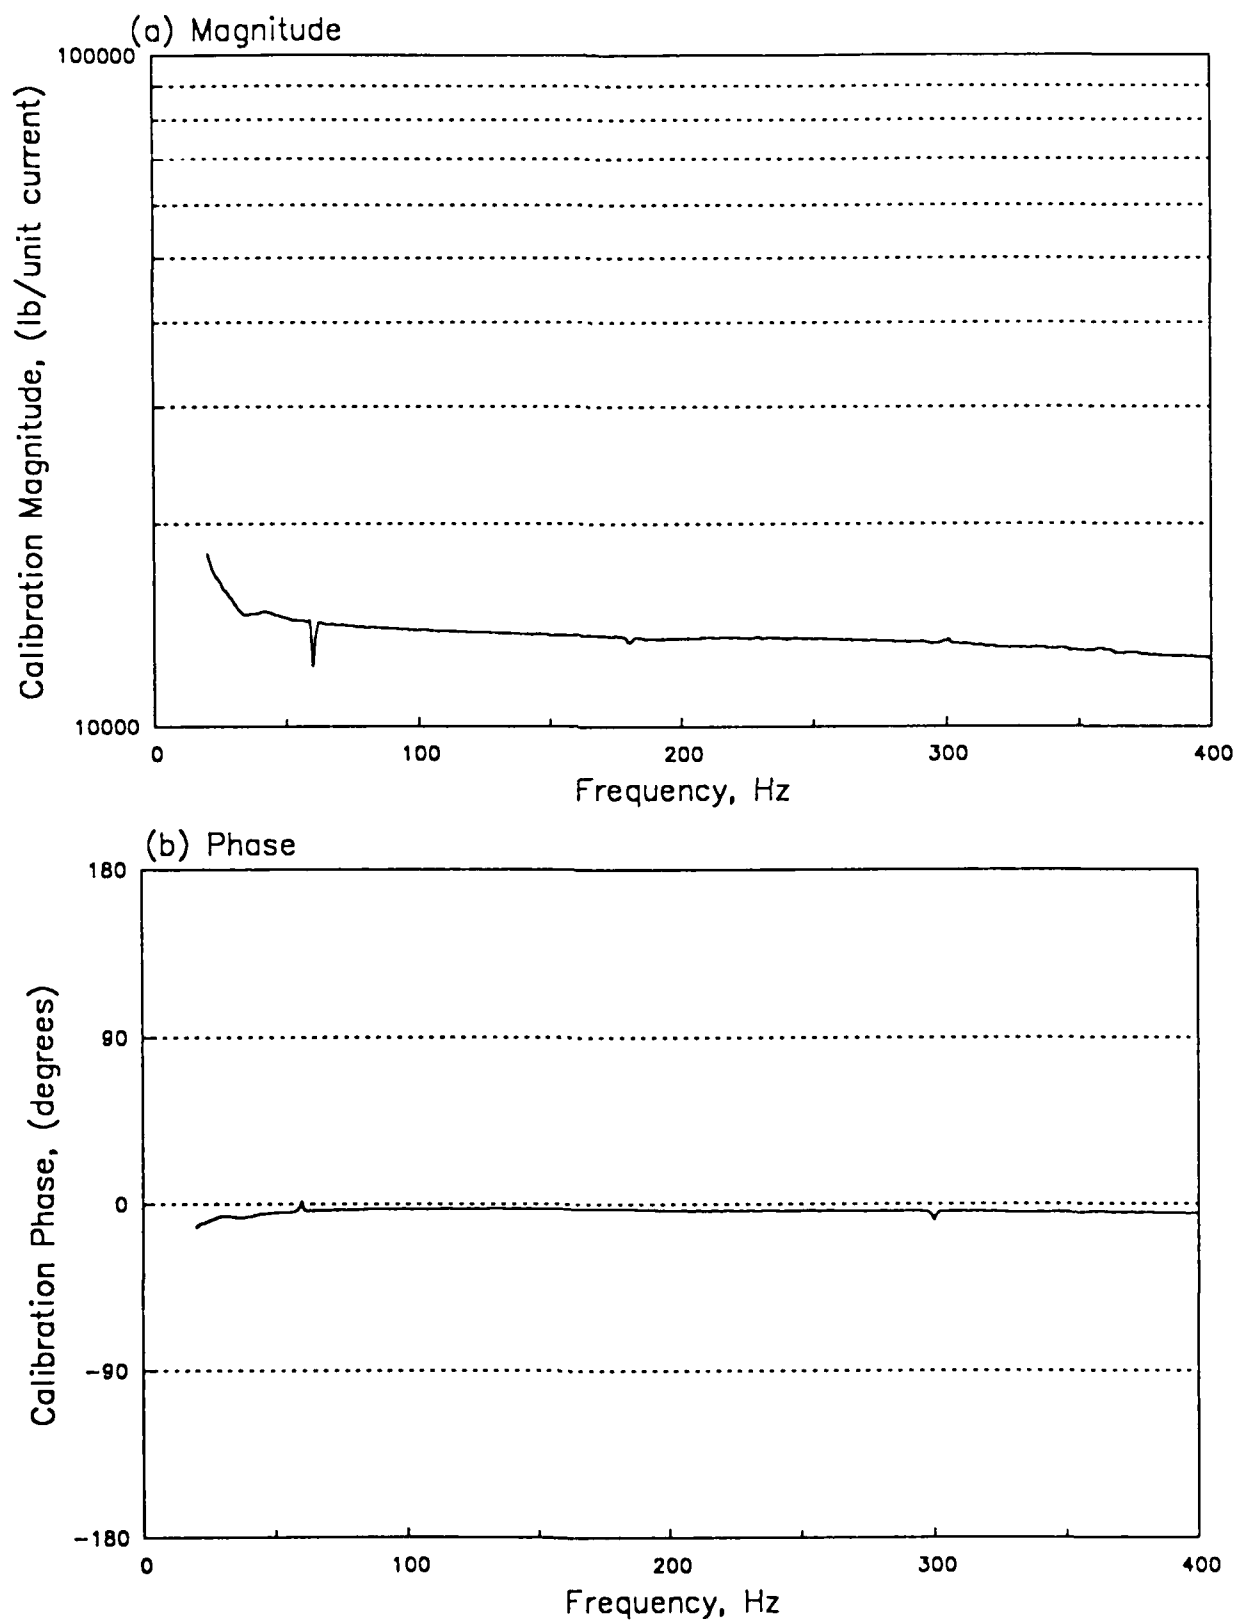 (a) Magnitude
100000
Calibration Magnitude, (lb/unit current)
10000
0 100 200 300 400
Frequency, Hz
(b) Phase
180
90
0
-90
-180
Calibration Phase, (degrees)
0 100 200 300 400
Frequency, Hz